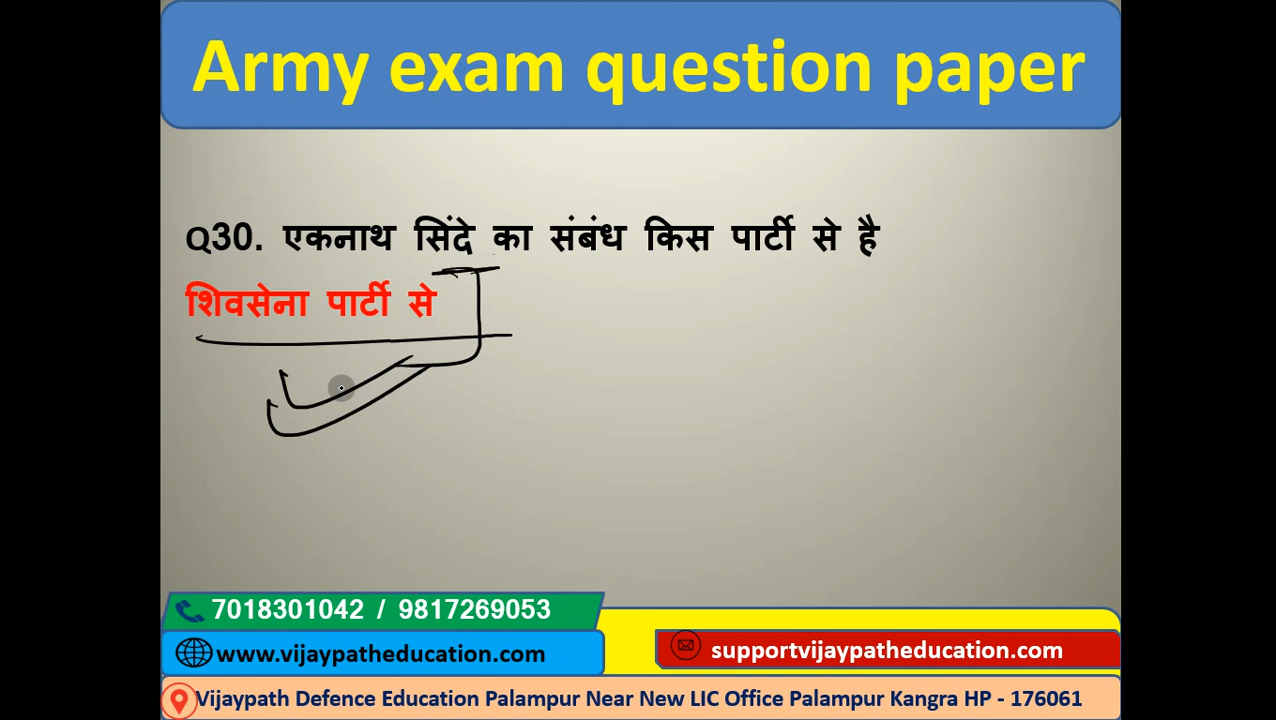 Army exam question paper
Q30. एकनाथ सिंदे का संबंध किस पार्टी से है
शिवसेना पार्टी से
7018301042 / 9817269053
www.vijaypatheducation.com
supportvijaypatheducation.com
Vijaypath Defence Education Palampur Near New LIC Office Palampur Kangra HP - 176061